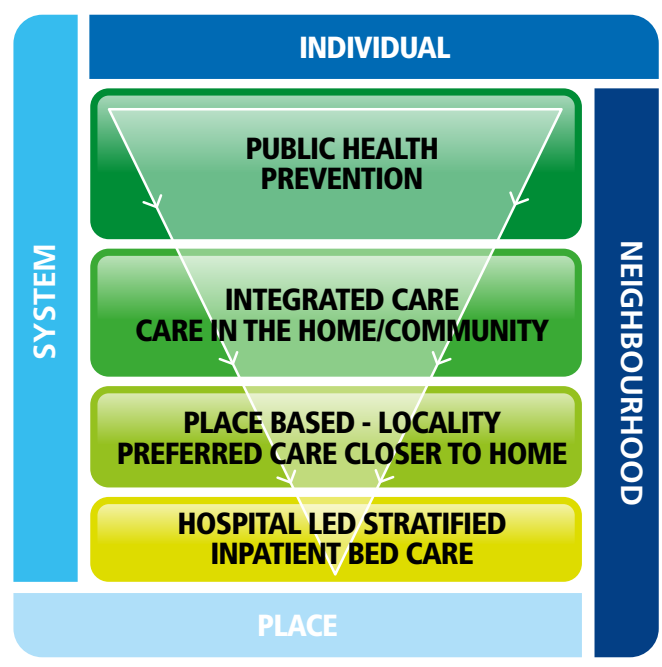 INDIVIDUAL
SYSTEM
PUBLIC HEALTH
PREVENTION
INTEGRATED CARE
CARE IN THE HOME/COMMUNITY
PLACE BASED - LOCALITY
PREFERRED CARE CLOSER TO HOME
HOSPITAL LED STRATIFIED
INPATIENT BED CARE
NEIGHBOURHOOD
PLACE